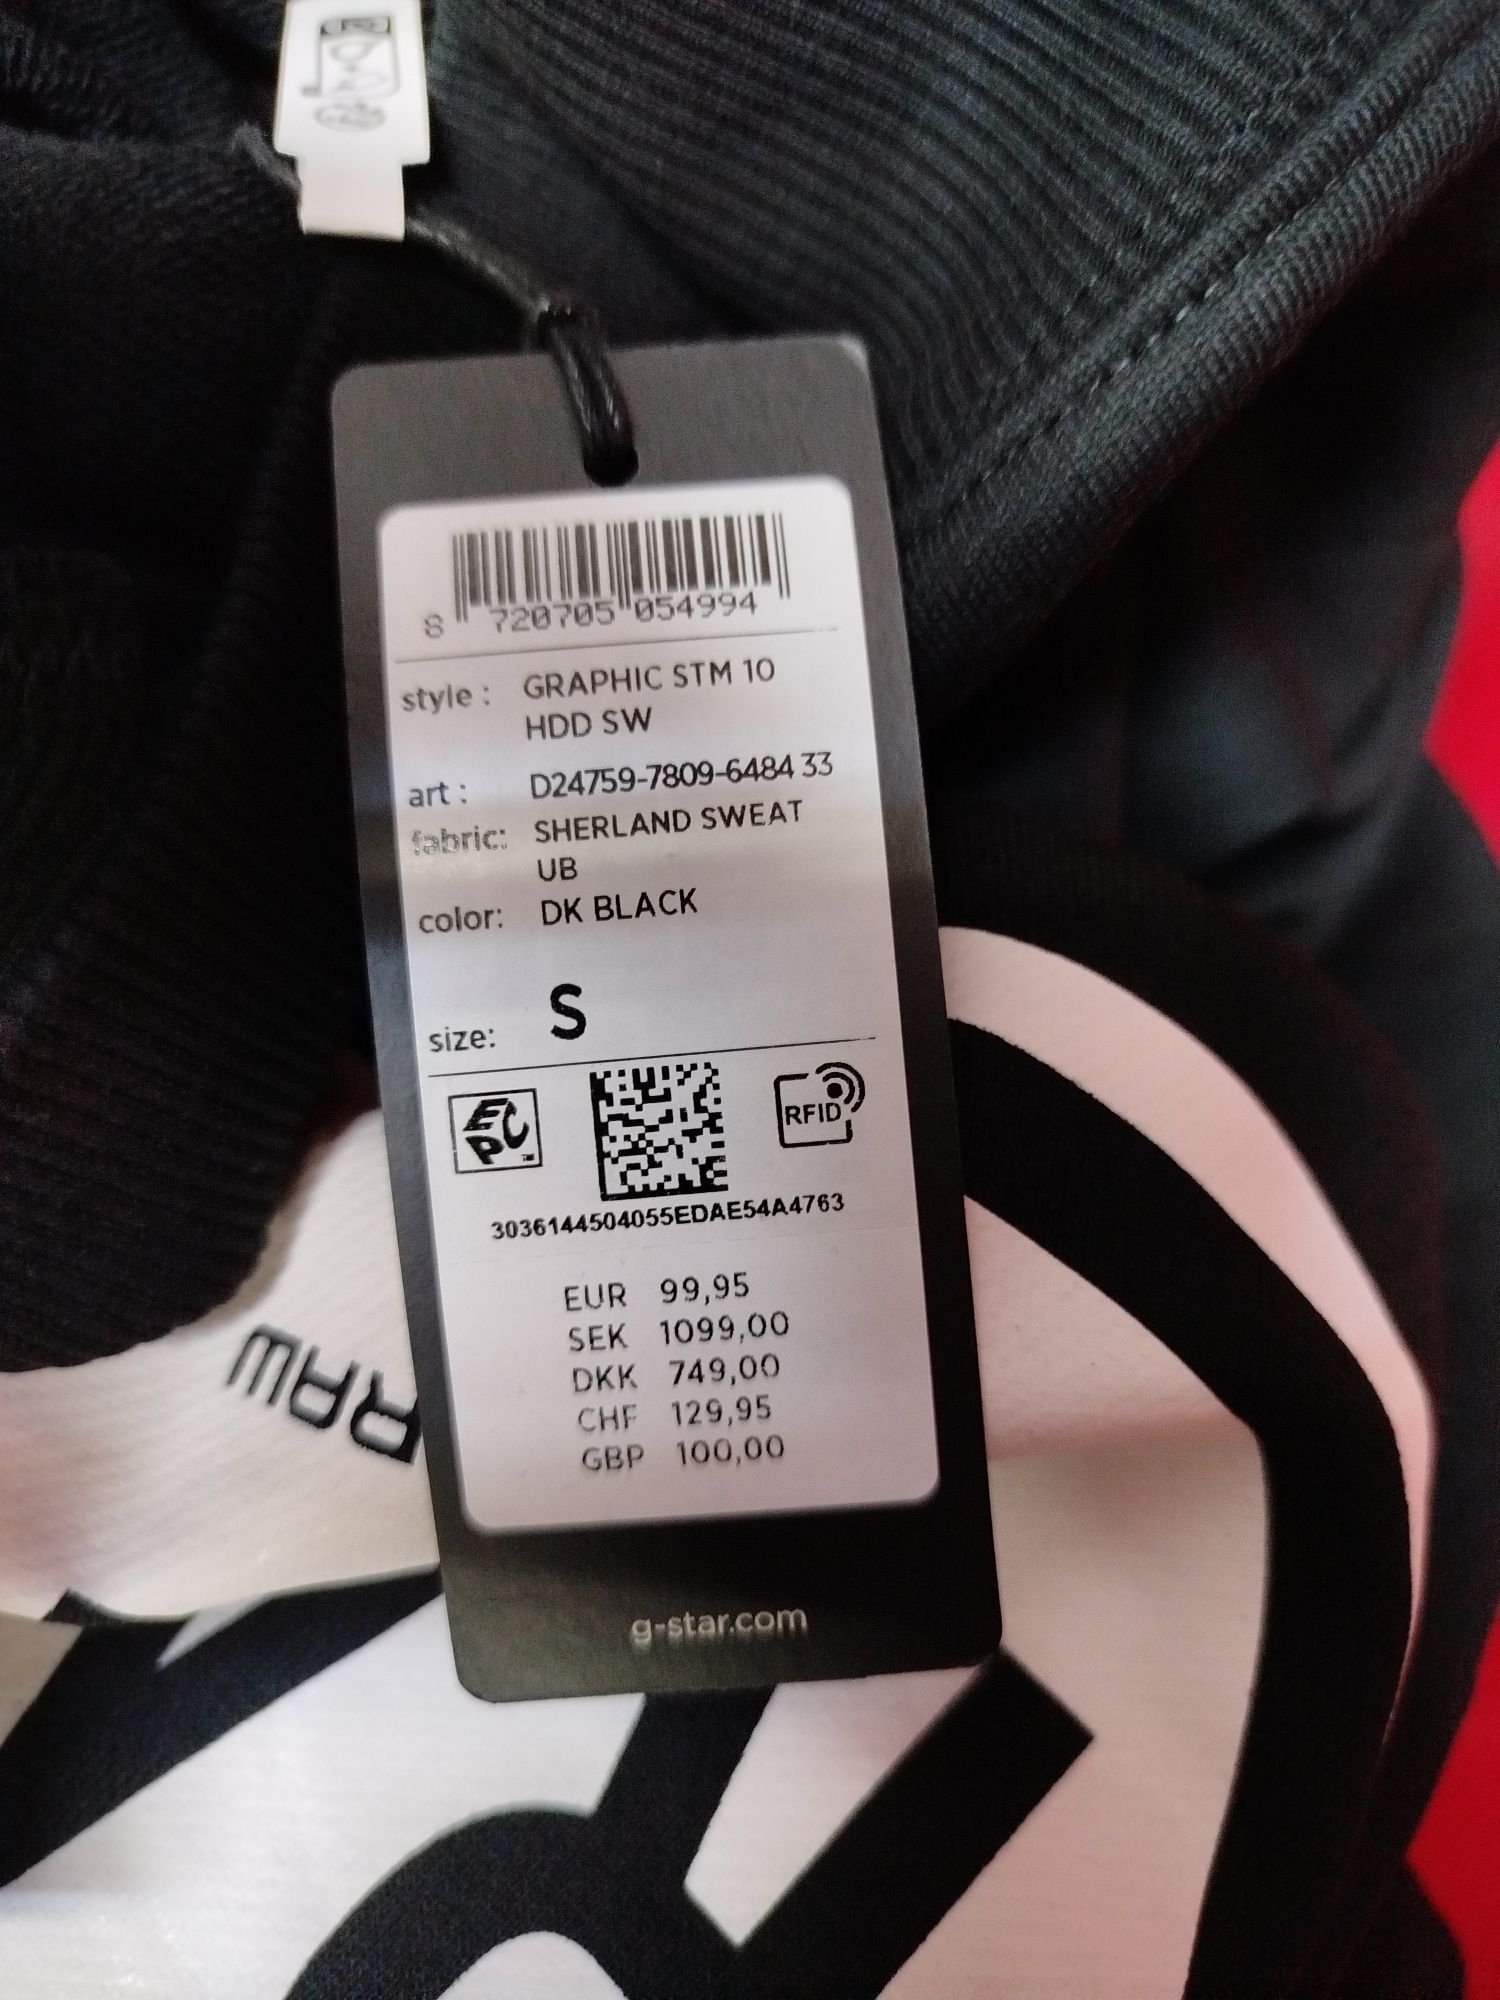 8 720705 054994
style : GRAPHIC STM 10
HDD SW
art : D24759-7809-6484 33
fabric: SHERLAND SWEAT
UB
color: DK BLACK
size: S
EPC
RFID
3036144504055EDAE54A4763
EUR 99,95
SEK 1099,00
DKK 749,00
CHF 129,95
GBP 100,00
g-star.com
RAW